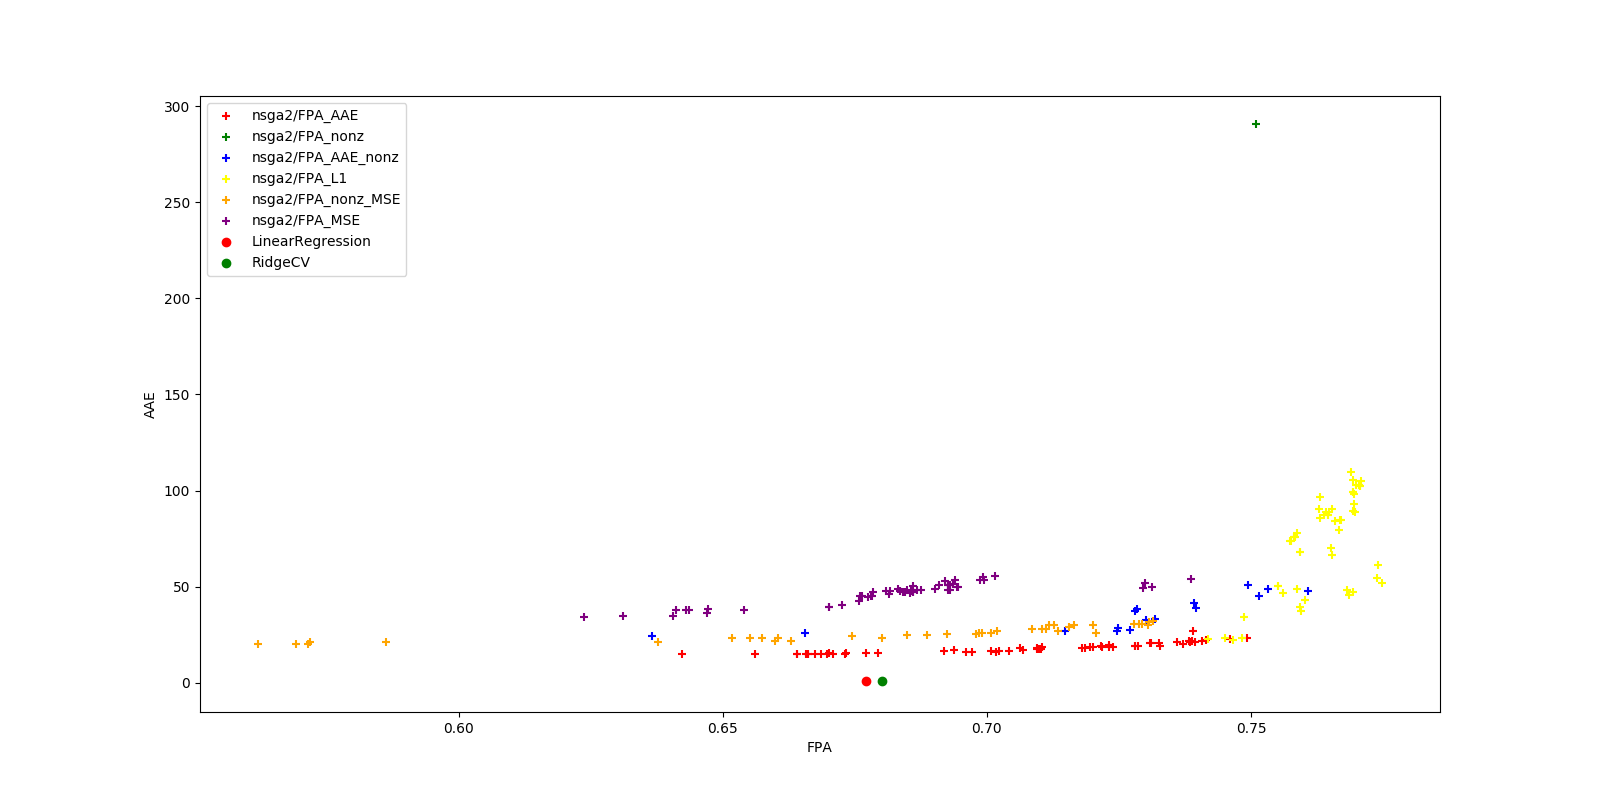 300
250
200
150
100
50
0
AAE
nsga2/FPA_AAE
nsga2/FPA_nonz
nsga2/FPA_AAE_nonz
nsga2/FPA_L1
nsga2/FPA_nonz_MSE
nsga2/FPA_MSE
LinearRegression
RidgeCV
0.60 0.65 0.70 0.75
FPA